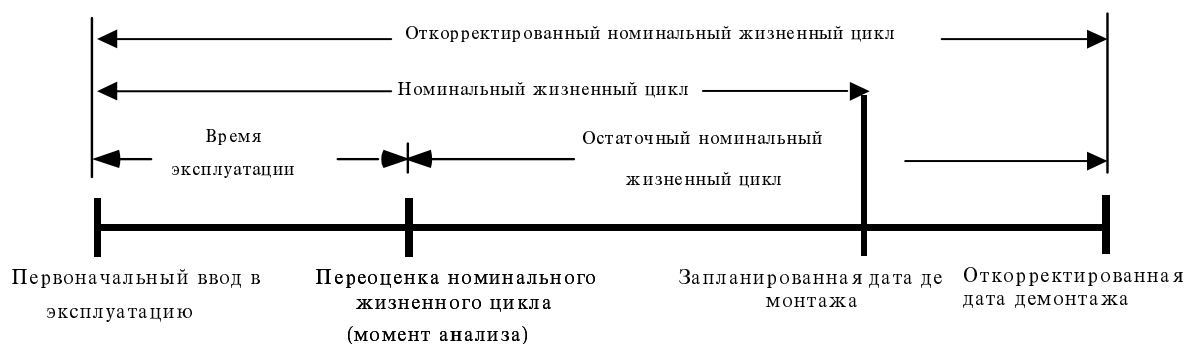 Откорректированный номинальный жизненный цикл
Номинальный жизненный цикл
Время
эксплуатации
Остаточный номинальный
жизненный цикл
Первоначальный ввод в
эксплуатацию
Переоценка номинального
жизненного цикла
(момент анализа)
Запланированная дата де
монтажа
Откорректированная
дата демонтажа